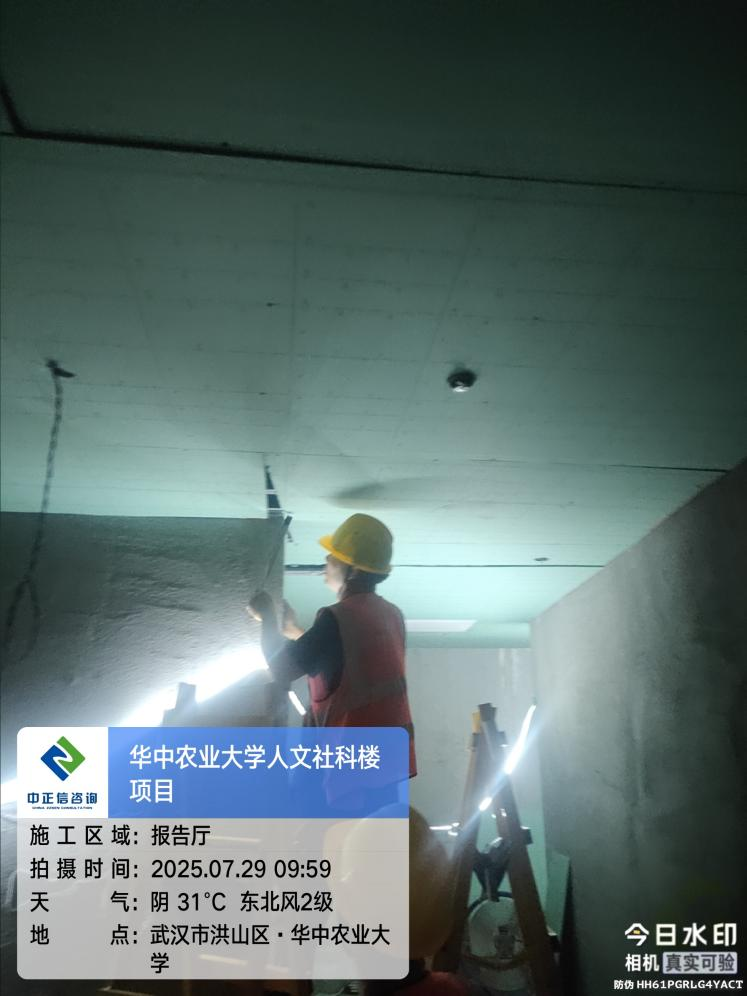 华中农业大学人文社科楼
项目
中正信咨询
CHINA ZENITH CONSULTATION
施工区域：报告厅
拍摄时间：2025.07.29 09:59
天气：阴 31℃ 东北风2级
地点：武汉市洪山区·华中农业大
学
今日水印
相机 真实可验
防伪 HH61PGRLG4YACT